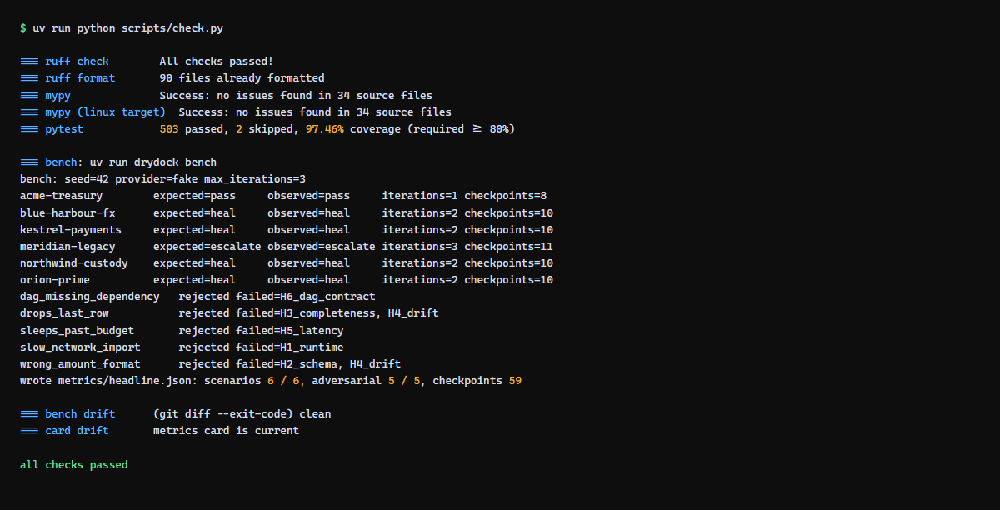 $ uv run python scripts/check.py
≡≡ ruff check All checks passed!
≡≡ ruff format 90 files already formatted
≡≡ mypy Success: no issues found in 34 source files
≡≡ mypy (linux target) Success: no issues found in 34 source files
≡≡ pytest 503 passed, 2 skipped, 97.46% coverage (required ≥ 80%)
≡≡ bench: uv run drydock bench
bench: seed=42 provider=fake max_iterations=3
acme-treasury expected=pass observed=pass iterations=1 checkpoints=8
blue-harbour-fx expected=heal observed=heal iterations=2 checkpoints=10
kestrel-payments expected=heal observed=heal iterations=2 checkpoints=10
meridian-legacy expected=escalate observed=escalate iterations=3 checkpoints=11
northwind-custody expected=heal observed=heal iterations=2 checkpoints=10
orion-prime expected=heal observed=heal iterations=2 checkpoints=10
dag_missing_dependency rejected failed=H6_dag_contract
drops_last_row rejected failed=H3_completeness, H4_drift
sleeps_past_budget rejected failed=H5_latency
slow_network_import rejected failed=H1_runtime
wrong_amount_format rejected failed=H2_schema, H4_drift
wrote metrics/headline.json: scenarios 6 / 6, adversarial 5 / 5, checkpoints 59
≡≡ bench drift (git diff --exit-code) clean
≡≡ card drift metrics card is current
all checks passed